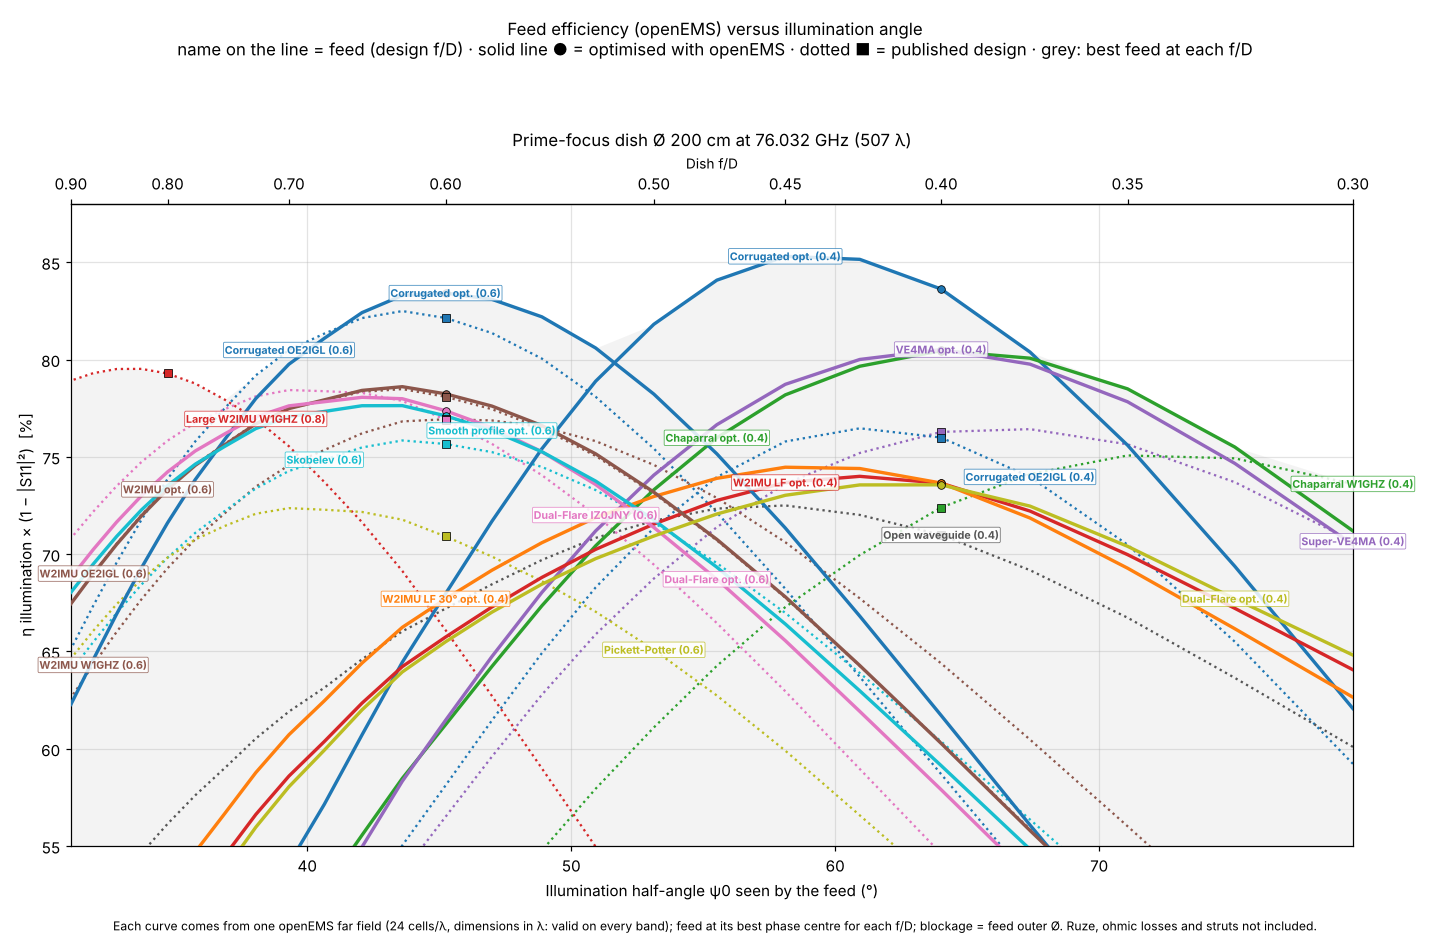 Feed efficiency (openEMS) versus illumination angle
name on the line = feed (design f/D) · solid line ● = optimised with openEMS · dotted ■ = published design · grey: best feed at each f/D
Prime-focus dish Ø 200 cm at 76.032 GHz (507 λ)
Dish f/D
0.90 0.80 0.70 0.60 0.50 0.45 0.40 0.35 0.30
85
80
75
70
65
60
55
η illumination × (1 − |S11|²) [%]
Corrugated opt. (0.4)
Corrugated opt. (0.6)
Corrugated OE2IGL (0.6)
VE4MA opt. (0.4)
Large W2IMU W1GHZ (0.8)
Smooth profile opt. (0.6)
Chaparral opt. (0.4)
Skobelev (0.6)
W2IMU opt. (0.6)
W2IMU LF opt. (0.4)
Corrugated OE2IGL (0.4)
Chaparral W1GHZ (0.4)
Dual-Flare IZ0JNY (0.6)
Open waveguide (0.4)
Super-VE4MA (0.4)
W2IMU OE2IGL (0.6)
Dual-Flare opt. (0.6)
W2IMU LF 30° opt. (0.4)
Dual-Flare opt. (0.4)
Pickett-Potter (0.6)
W2IMU W1GHZ (0.6)
40 50 60 70
Illumination half-angle ψ0 seen by the feed (°)
Each curve comes from one openEMS far field (24 cells/λ, dimensions in λ: valid on every band); feed at its best phase centre for each f/D; blockage = feed outer Ø. Ruze, ohmic losses and struts not included.